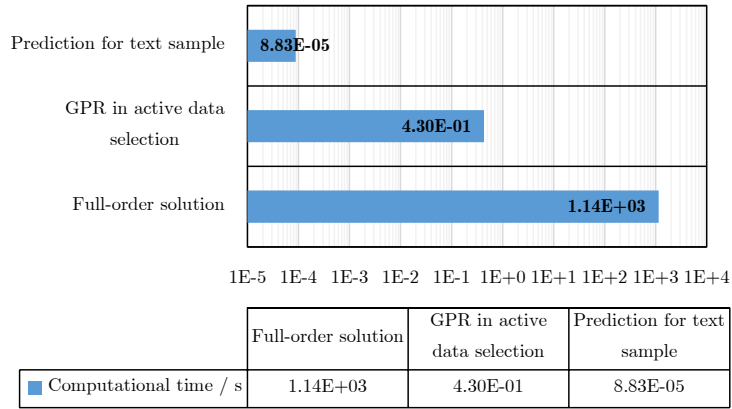 Prediction for text sample
8.83E-05
GPR in active data
selection
4.30E-01
Full-order solution
1.14E+03
1E-5 1E-4 1E-3 1E-2 1E-1 1E+0 1E+1 1E+2 1E+3 1E+4
Full-order solution
GPR in active
data selection
Prediction for text
sample
Computational time / s
1.14E+03
4.30E-01
8.83E-05